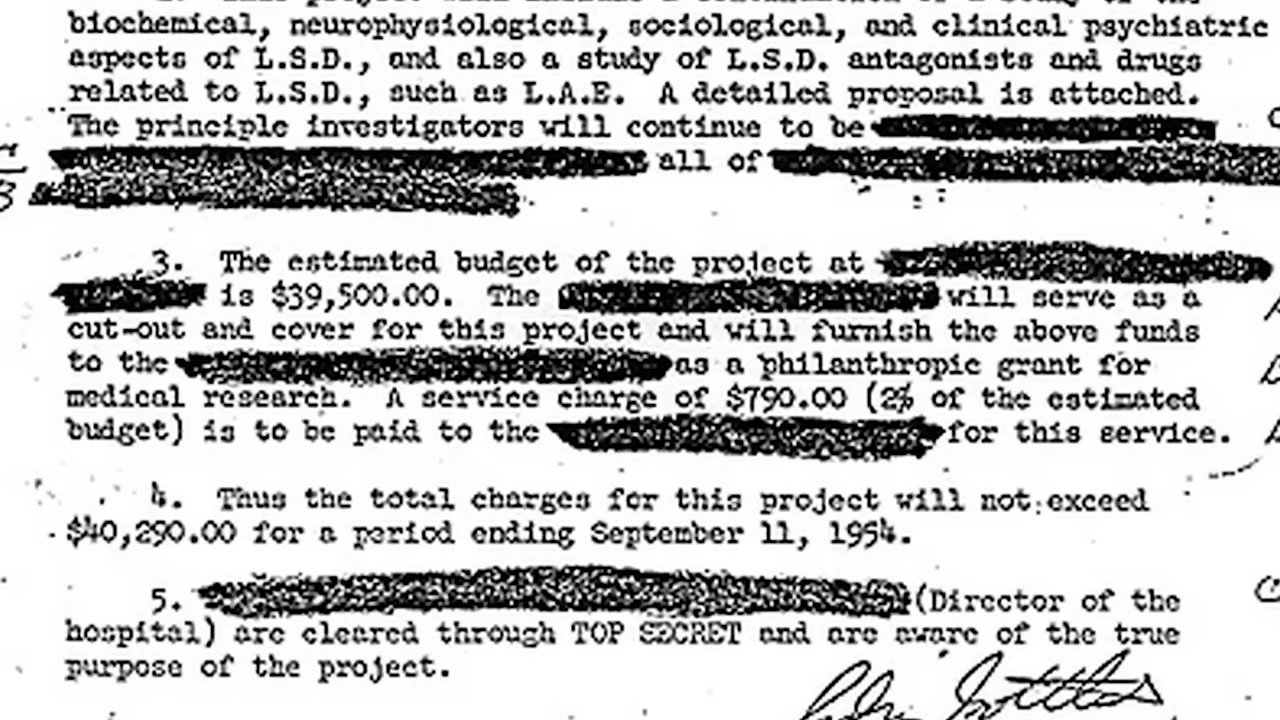 biochemical, neurophysiological, sociological, and clinical psychiatric
aspects of L.S.D., and also a study of L.S.D. antagonists and drugs
related to L.S.D., such as L.A.E. A detailed proposal is attached.
The principle investigators will continue to be
all of
3. The estimated budget of the project at
is $39,500.00. The will serve as a
cut-out and cover for this project and will furnish the above funds
to the as a philanthropic grant for
medical research. A service charge of $790.00 (2% of the estimated
budget) is to be paid to the for this service.
4. Thus the total charges for this project will not exceed
$40,290.00 for a period ending September 11, 1954.
5. (Director of the
hospital) are cleared through TOP SECRET and are aware of the true
purpose of the project.